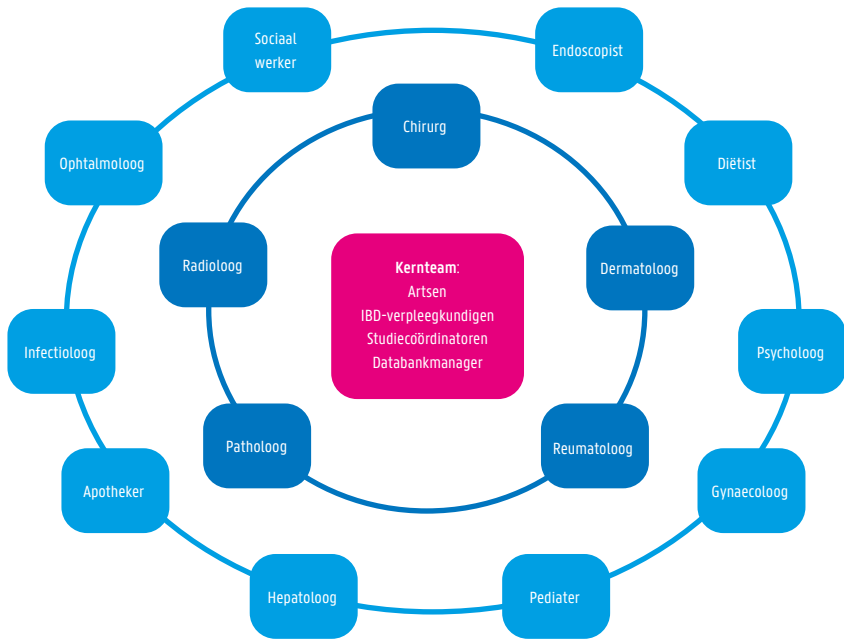 Sociaal
werker
Endoscopist
Chirurg
Ophtalmoloog
Diëtist
Radioloog
Kernteam:
Artsen
IBD-verpleegkundigen
Studiecoördinatoren
Databankmanager
Dermatoloog
Infectioloog
Psycholoog
Patholoog
Reumatoloog
Apotheker
Gynaecoloog
Hepatoloog
Pediater